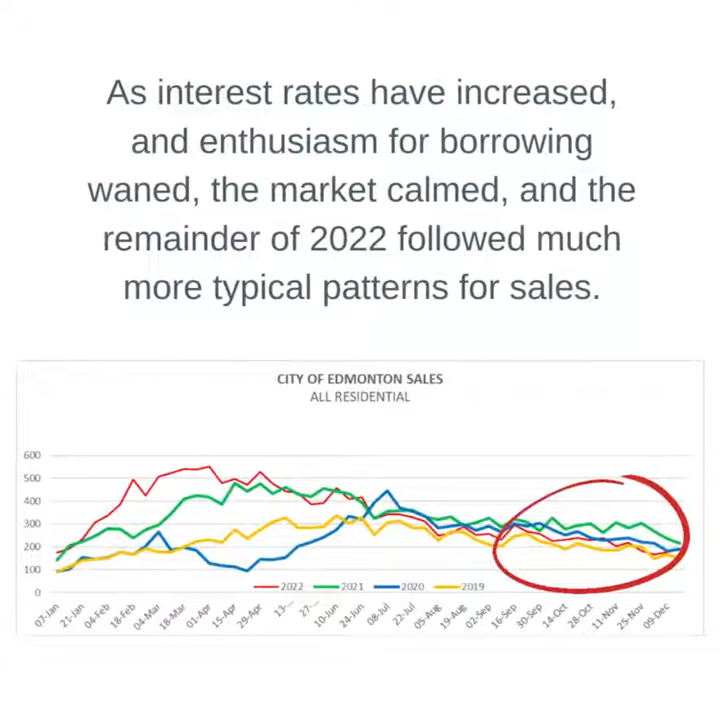 As interest rates have increased,
and enthusiasm for borrowing
waned, the market calmed, and the
remainder of 2022 followed much
more typical patterns for sales.
CITY OF EDMONTON SALES
ALL RESIDENTIAL
600
500
400
300
200
100
0
2022 2021 2020 2019
07-Jan 21-Jan 04-Feb 18-Feb 04-Mar 18-Mar 01-Apr 15-Apr 29-Apr 13-... 27-... 10-Jun 24-Jun 08-Jul 22-Jul 05-Aug 19-Aug 02-Sep 16-Sep 30-Sep 14-Oct 28-Oct 11-Nov 25-Nov 09-Dec